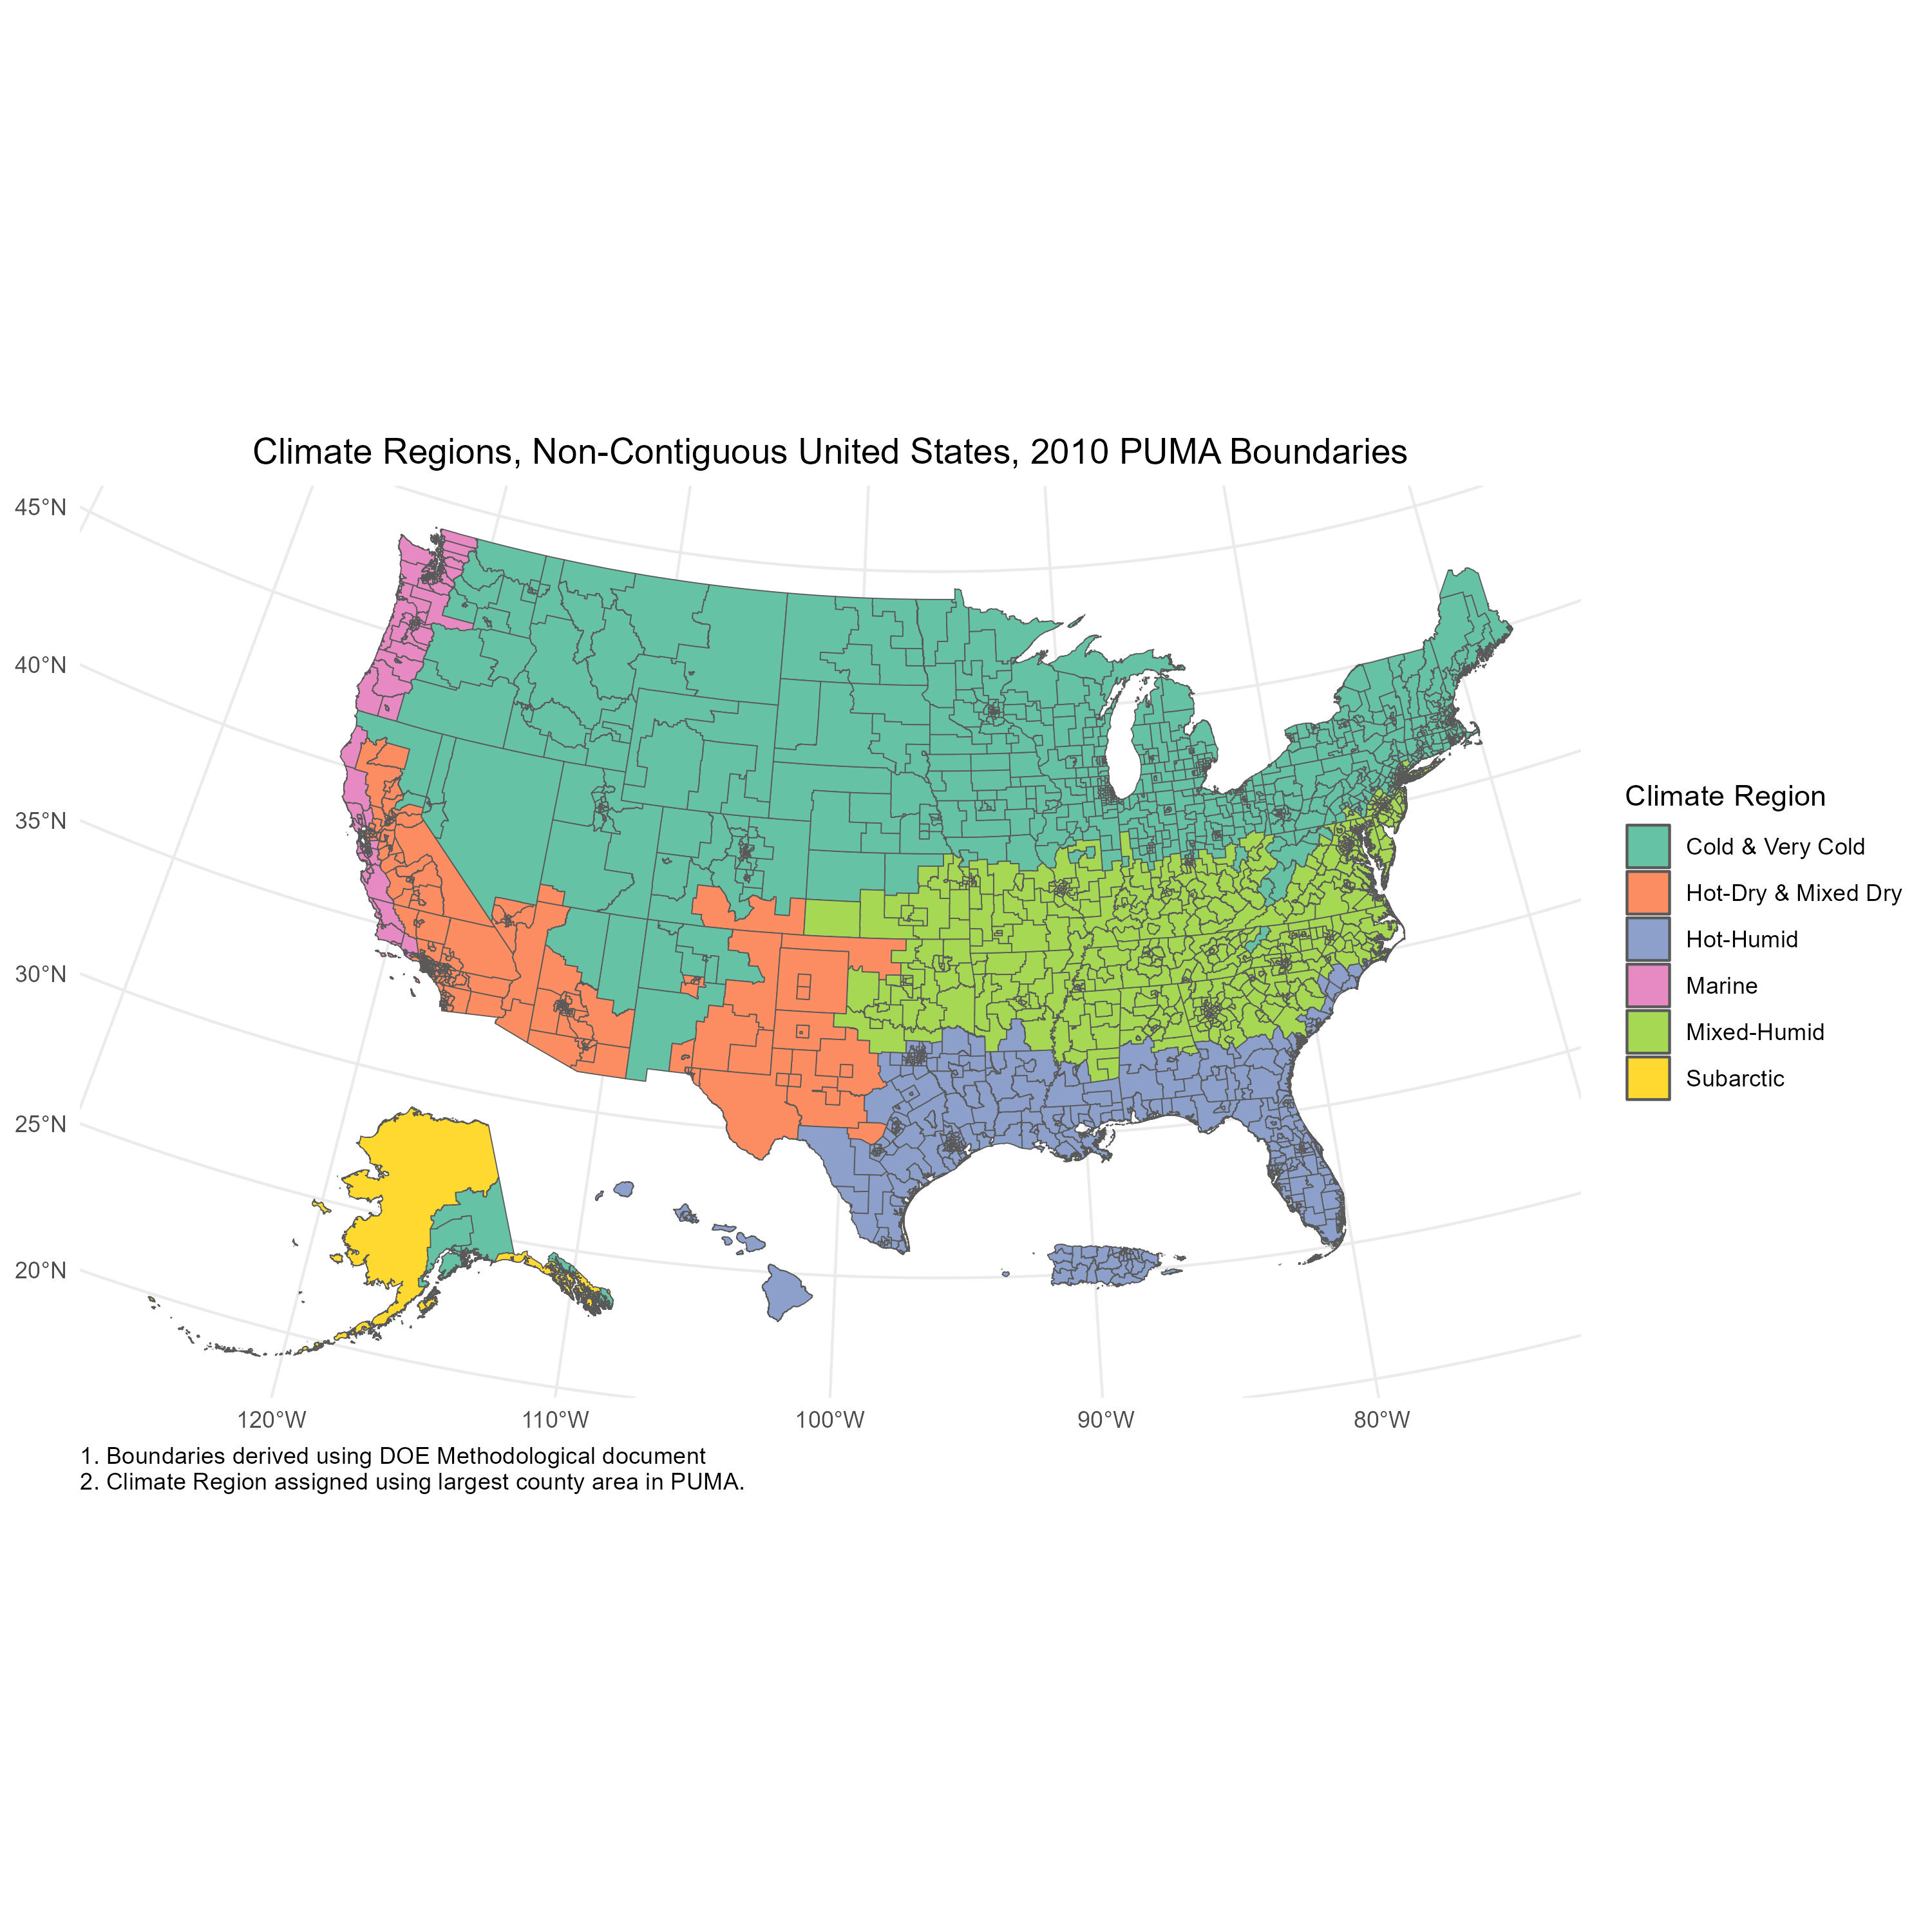 Climate Regions, Non-Contiguous United States, 2010 PUMA Boundaries
45°N
40°N
35°N
30°N
25°N
20°N
120°W
110°W
100°W
90°W
80°W
Climate Region
Cold & Very Cold
Hot-Dry & Mixed Dry
Hot-Humid
Marine
Mixed-Humid
Subarctic
1. Boundaries derived using DOE Methodological document
2. Climate Region assigned using largest county area in PUMA.